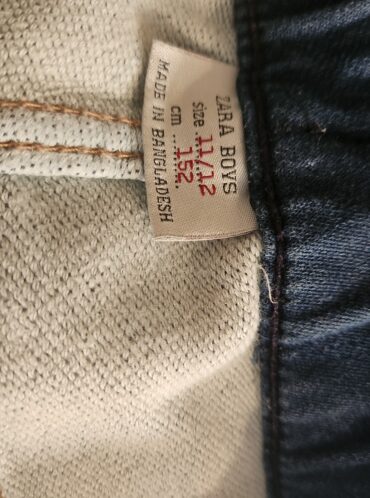 ZARA BOYS
size 11/12
cm ...152.
MADE IN BANGLADESH